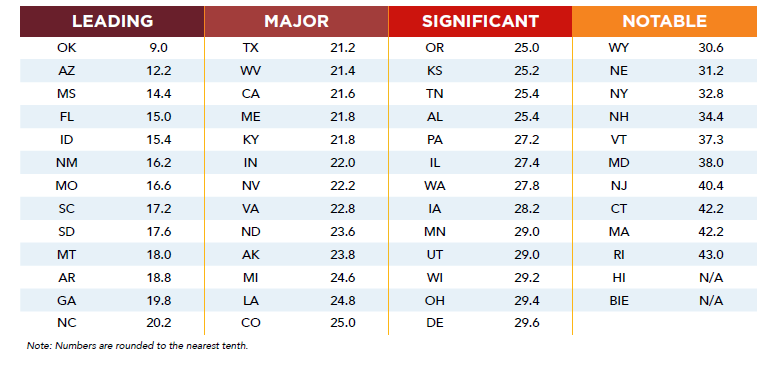 LEADING MAJOR SIGNIFICANT NOTABLE
OK 9.0 TX 21.2 OR 25.0 WY 30.6
AZ 12.2 WV 21.4 KS 25.2 NE 31.2
MS 14.4 CA 21.6 TN 25.4 NY 32.8
FL 15.0 ME 21.8 AL 25.4 NH 34.4
ID 15.4 KY 21.8 PA 27.2 VT 37.3
NM 16.2 IN 22.0 IL 27.4 MD 38.0
MO 16.6 NV 22.2 WA 27.8 NJ 40.4
SC 17.2 VA 22.8 IA 28.2 CT 42.2
SD 17.6 ND 23.6 MN 29.0 MA 42.2
MT 18.0 AK 23.8 UT 29.0 RI 43.0
AR 18.8 MI 24.6 WI 29.2 HI N/A
GA 19.8 LA 24.8 OH 29.4 BIE N/A
NC 20.2 CO 25.0 DE 29.6
Note: Numbers are rounded to the nearest tenth.